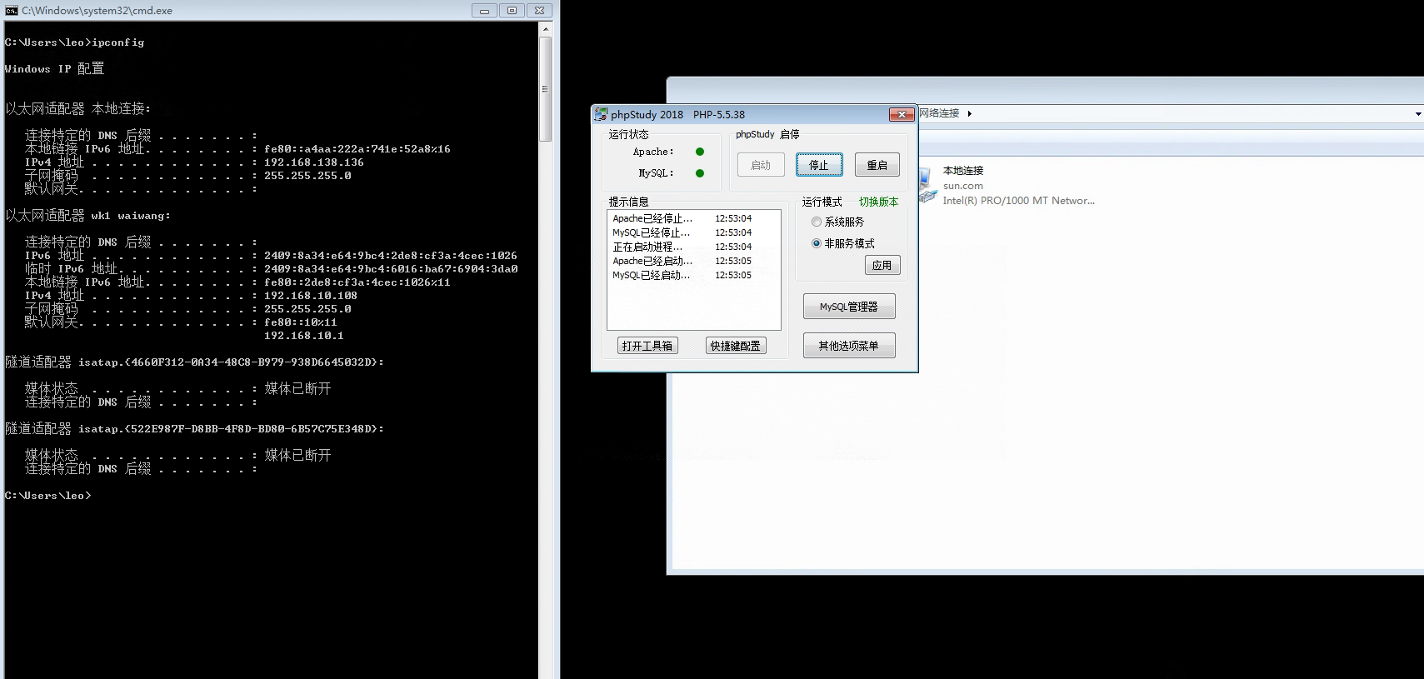 C:\Windows\system32\cmd.exe
C:\Users\leo>ipconfig
Windows IP 配置
以太网适配器 本地连接:
连接特定的 DNS 后缀 . . . . . . . :
本地链接 IPv6 地址. . . . . . . . : fe80::a4aa:222a:741e:52a8%16
IPv4 地址 . . . . . . . . . . . . : 192.168.138.136
子网掩码 . . . . . . . . . . . . : 255.255.255.0
默认网关. . . . . . . . . . . . . :
以太网适配器 wk1 waiwang:
连接特定的 DNS 后缀 . . . . . . . :
IPv6 地址 . . . . . . . . . . . . : 2409:8a34:e64:9bc4:2de8:cf3a:4cec:1026
临时 IPv6 地址. . . . . . . . . . : 2409:8a34:e64:9bc4:6016:ba67:6904:3da0
本地链接 IPv6 地址. . . . . . . . : fe80::2de8:cf3a:4cec:1026%11
IPv4 地址 . . . . . . . . . . . . : 192.168.10.108
子网掩码 . . . . . . . . . . . . : 255.255.255.0
默认网关. . . . . . . . . . . . . : fe80::10%11
192.168.10.1
隧道适配器 isatap.{4660F312-0A34-48C8-B979-938D6645032D}:
媒体状态 . . . . . . . . . . . . : 媒体已断开
连接特定的 DNS 后缀 . . . . . . . :
隧道适配器 isatap.{522E987F-D8BB-4F8D-BD80-6B57C75E348D}:
媒体状态 . . . . . . . . . . . . : 媒体已断开
连接特定的 DNS 后缀 . . . . . . . :
C:\Users\leo>
phpStudy 2018 PHP-5.5.38
运行状态
Apache:
MySQL:
phpStudy 启停
启动 停止 重启
提示信息
Apache已经停止... 12:53:04
MySQL已经停止... 12:53:04
正在启动进程... 12:53:04
Apache已经启动... 12:53:05
MySQL已经启动... 12:53:05
打开工具箱 快捷键配置
运行模式 切换版本
系统服务
非服务模式
应用
MySQL管理器
其他选项菜单
网络连接
本地连接
sun.com
Intel(R) PRO/1000 MT Networ...